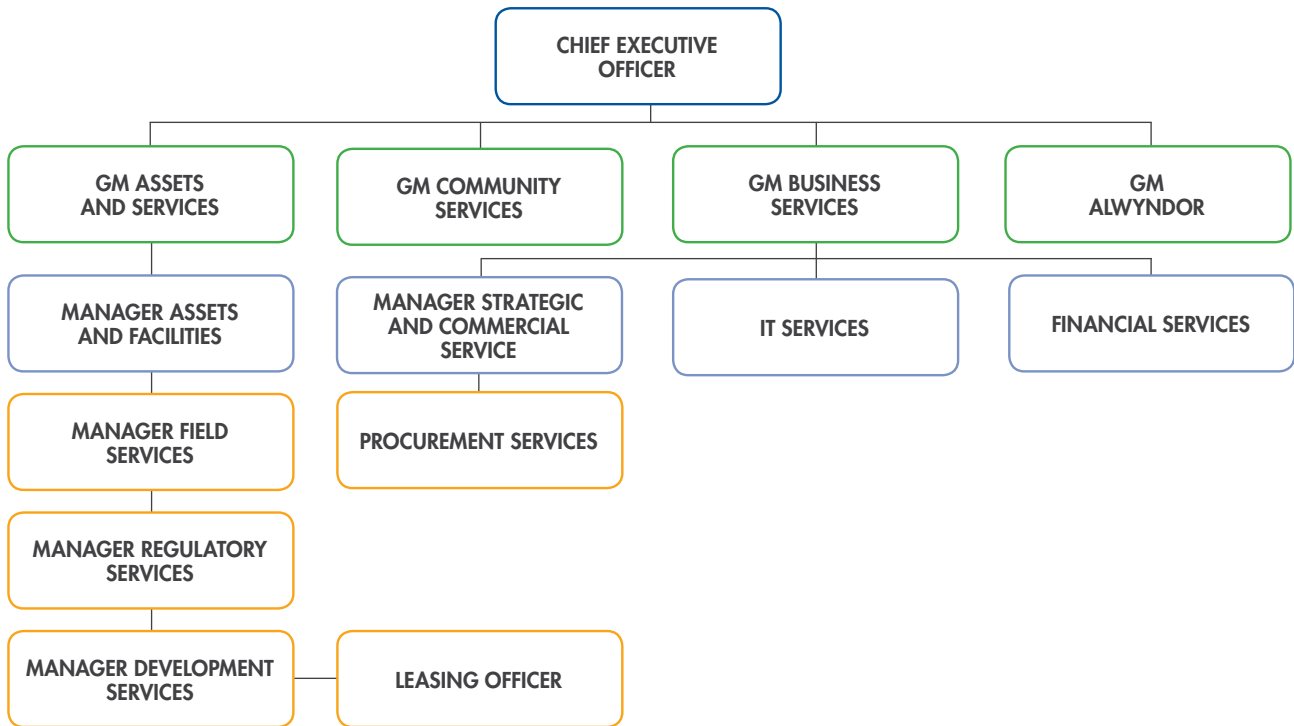 CHIEF EXECUTIVE
OFFICER
GM ASSETS
AND SERVICES
GM COMMUNITY
SERVICES
GM BUSINESS
SERVICES
GM
ALWYNDOR
MANAGER ASSETS
AND FACILITIES
MANAGER STRATEGIC
AND COMMERCIAL
SERVICE
IT SERVICES
FINANCIAL SERVICES
MANAGER FIELD
SERVICES
PROCUREMENT SERVICES
MANAGER REGULATORY
SERVICES
MANAGER DEVELOPMENT
SERVICES
LEASING OFFICER